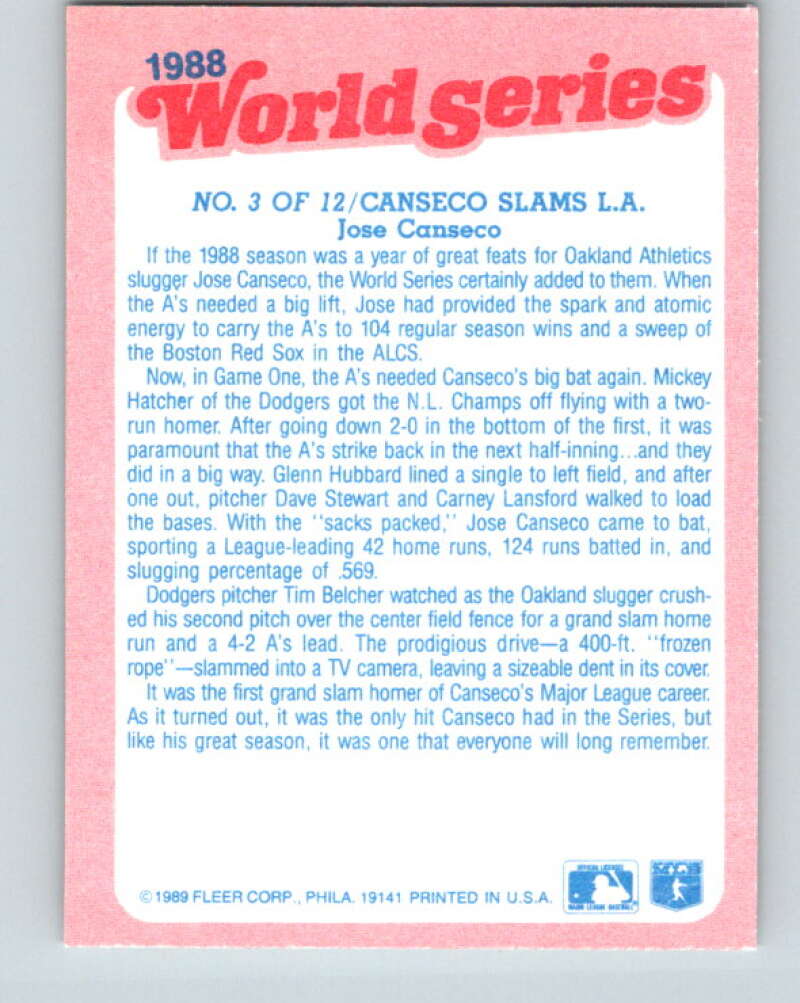 1988
World series
NO. 3 OF 12/CANSECO SLAMS L.A.
Jose Canseco
If the 1988 season was a year of great feats for Oakland Athletics
slugger Jose Canseco, the World Series certainly added to them. When
the A's needed a big lift, Jose had provided the spark and atomic
energy to carry the A's to 104 regular season wins and a sweep of
the Boston Red Sox in the ALCS.
Now, in Game One, the A's needed Canseco's big bat again. Mickey
Hatcher of the Dodgers got the N.L. Champs off flying with a two-
run homer. After going down 2-0 in the bottom of the first, it was
paramount that the A's strike back in the next half-inning...and they
did in a big way. Glenn Hubbard lined a single to left field, and after
one out, pitcher Dave Stewart and Carney Lansford walked to load
the bases. With the "sacks packed," Jose Canseco came to bat,
sporting a League-leading 42 home runs, 124 runs batted in, and
slugging percentage of .569.
Dodgers pitcher Tim Belcher watched as the Oakland slugger crush-
ed his second pitch over the center field fence for a grand slam home
run and a 4-2 A's lead. The prodigious drive—a 400-ft. "frozen
rope"—slammed into a TV camera, leaving a sizeable dent in its cover.
It was the first grand slam homer of Canseco's Major League career.
As it turned out, it was the only hit Canseco had in the Series, but
like his great season, it was one that everyone will long remember.
© 1989 FLEER CORP., PHILA. 19141 PRINTED IN U.S.A.
OFFICIAL LICENSEE
MAJOR LEAGUE BASEBALL